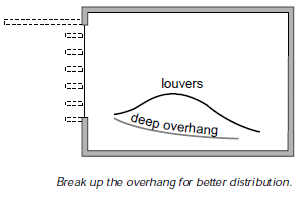 louvers
deep overhang
Break up the overhang for better distribution.